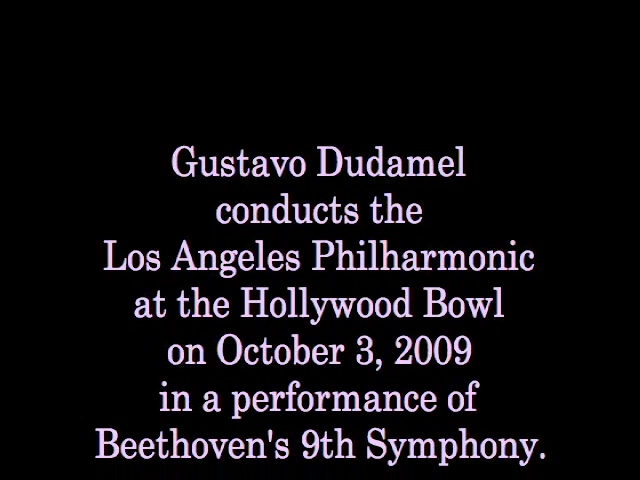 Gustavo Dudamel
conducts the
Los Angeles Philharmonic
at the Hollywood Bowl
on October 3, 2009
in a performance of
Beethoven's 9th Symphony.